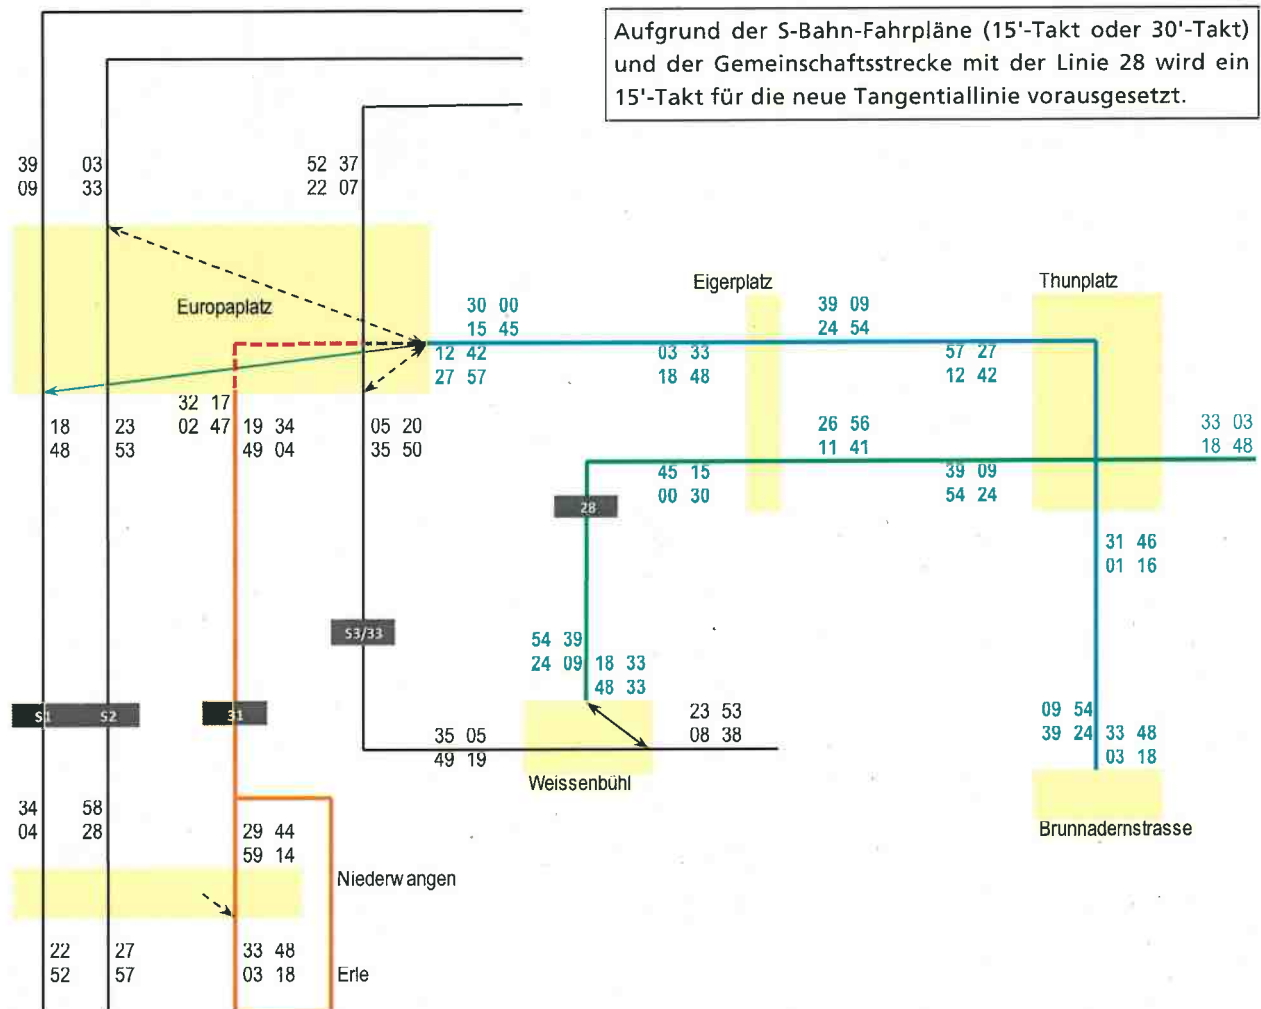 Aufgrund der S-Bahn-Fahrpläne (15'-Takt oder 30'-Takt)
und der Gemeinschaftsstrecke mit der Linie 28 wird ein
15'-Takt für die neue Tangentiallinie vorausgesetzt.
39 03 52 37
09 33 22 07
Eigerplatz Thunplatz
Europaplatz 30 00 39 09
15 45 24 54
12 42 03 33 57 27
27 57 18 48 12 42
32 17
02 47
18 23 19 34 05 20 26 56 33 03
48 53 49 04 35 50 11 41 18 48
45 15 39 09
00 30 54 24
28
31 46
01 16
S3/33
54 39
24 09 18 33
48 33
S1 S2 31 23 53 09 54
08 38 39 24 33 48
03 18
35 05
49 19
Weissenbühl
34 58 Brunnadernstrasse
04 28 29 44
59 14
Niederwangen
22 27 33 48
52 57 03 18 Erle